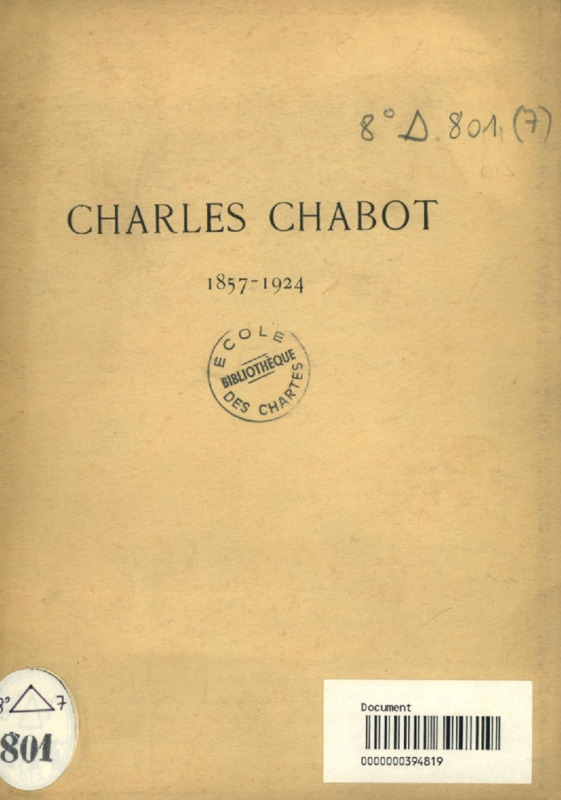 8° Δ. 801. (7)
CHARLES CHABOT
1857-1924
ECOLE
BIBLIOTHÈQUE
DES CHARTES
8° △ 7
801
Document
0000000394819